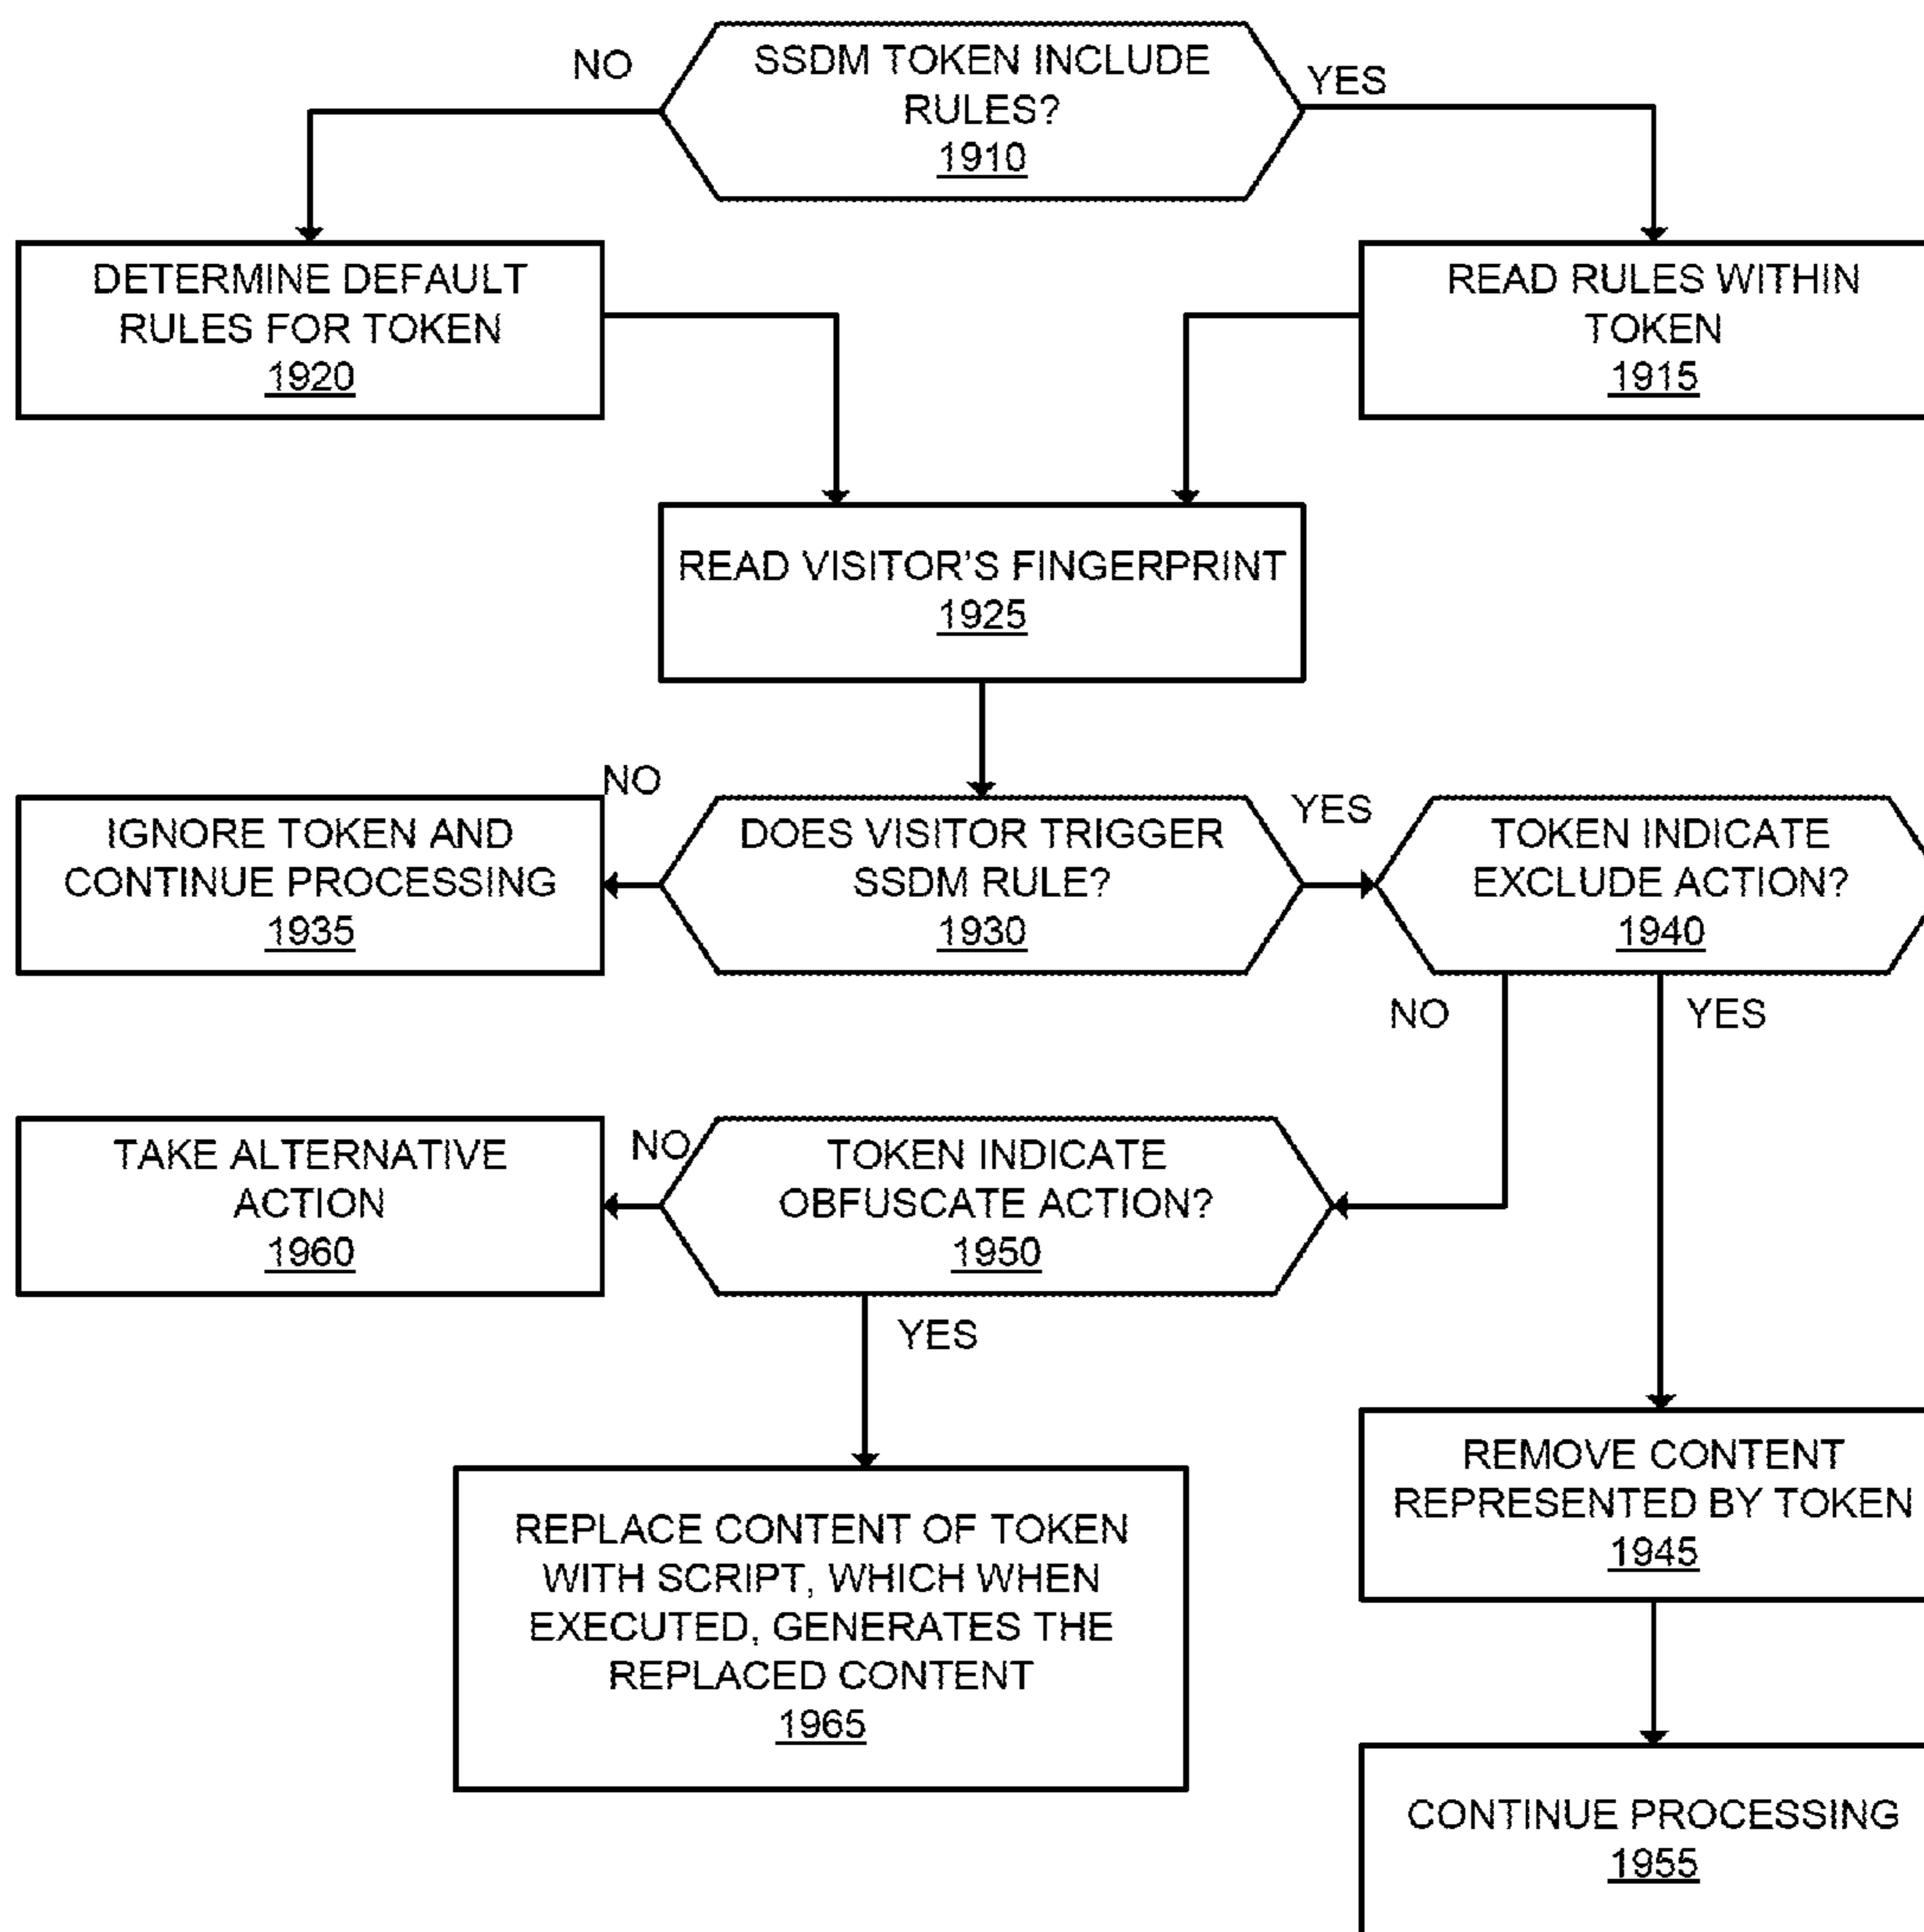 NO
SSDM TOKEN INCLUDE
RULES?
1910
YES
DETERMINE DEFAULT
RULES FOR TOKEN
1920
READ RULES WITHIN
TOKEN
1915
READ VISITOR'S FINGERPRINT
1925
NO
IGNORE TOKEN AND
CONTINUE PROCESSING
1935
DOES VISITOR TRIGGER
SSDM RULE?
1930
YES
TOKEN INDICATE
EXCLUDE ACTION?
1940
NO
YES
TAKE ALTERNATIVE
ACTION
1960
NO
TOKEN INDICATE
OBFUSCATE ACTION?
1950
YES
REPLACE CONTENT OF TOKEN
WITH SCRIPT, WHICH WHEN
EXECUTED, GENERATES THE
REPLACED CONTENT
1965
REMOVE CONTENT
REPRESENTED BY TOKEN
1945
CONTINUE PROCESSING
1955